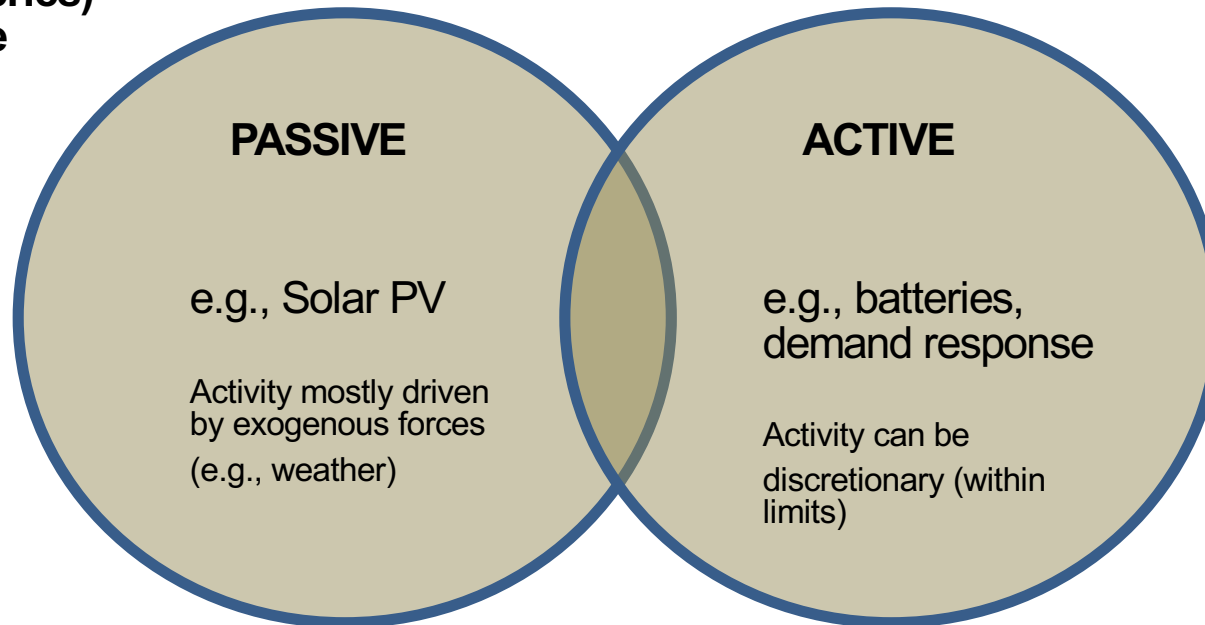 PASSIVE
e.g., Solar PV
Activity mostly driven
by exogenous forces
(e.g., weather)
ACTIVE
e.g., batteries,
demand response
Activity can be
discretionary (within
limits)